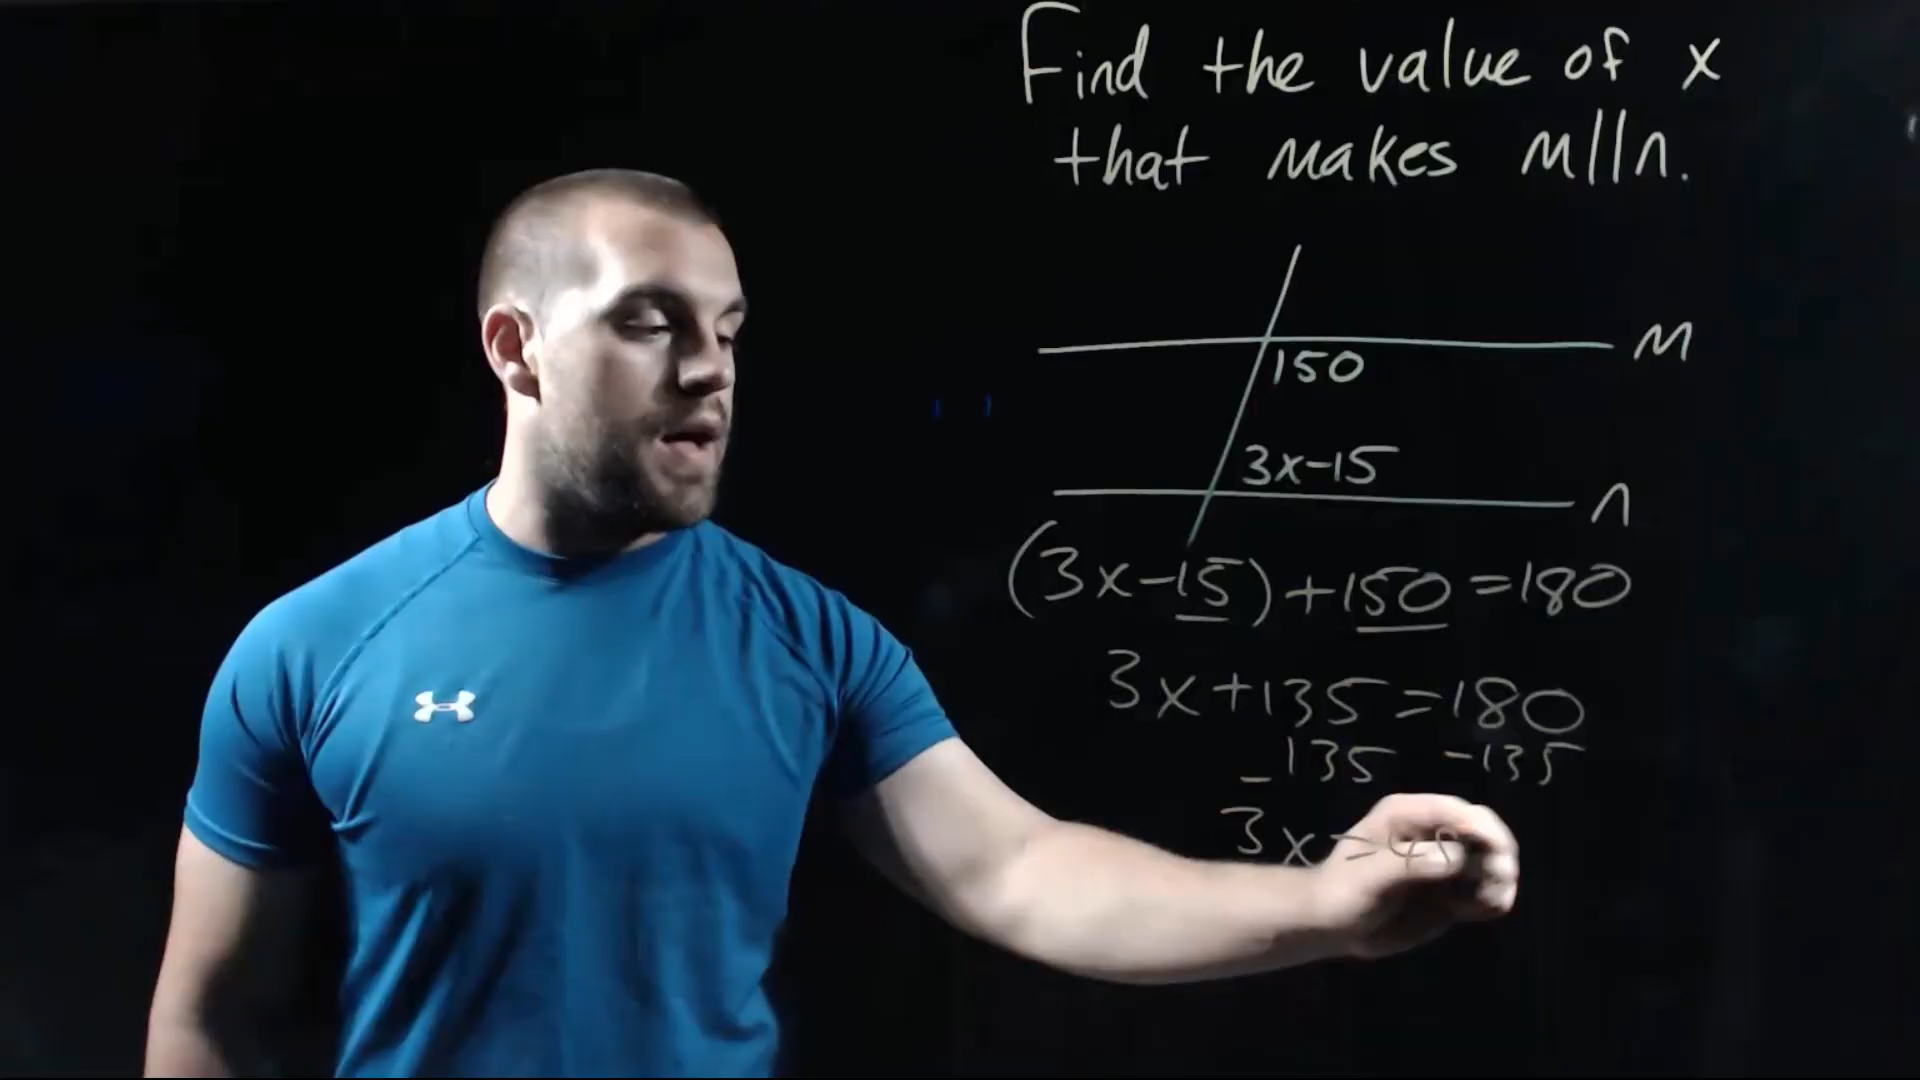 Find the value of x
that makes m||n.
m
150
3x-15
n
(3x-15)+150=180
3x+135=180
-135 -135
3x=